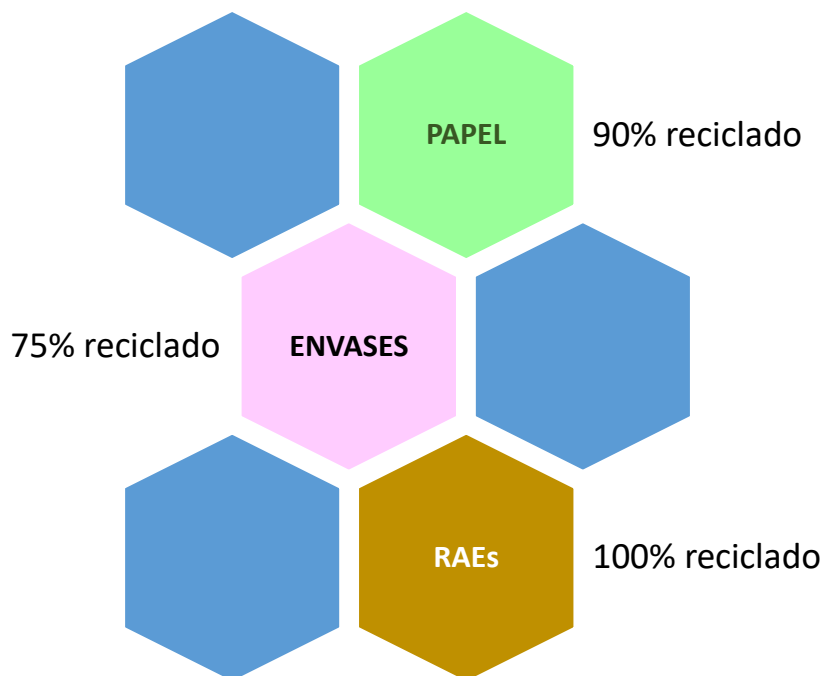 PAPEL
90% reciclado
75% reciclado
ENVASES
RAEs
100% reciclado